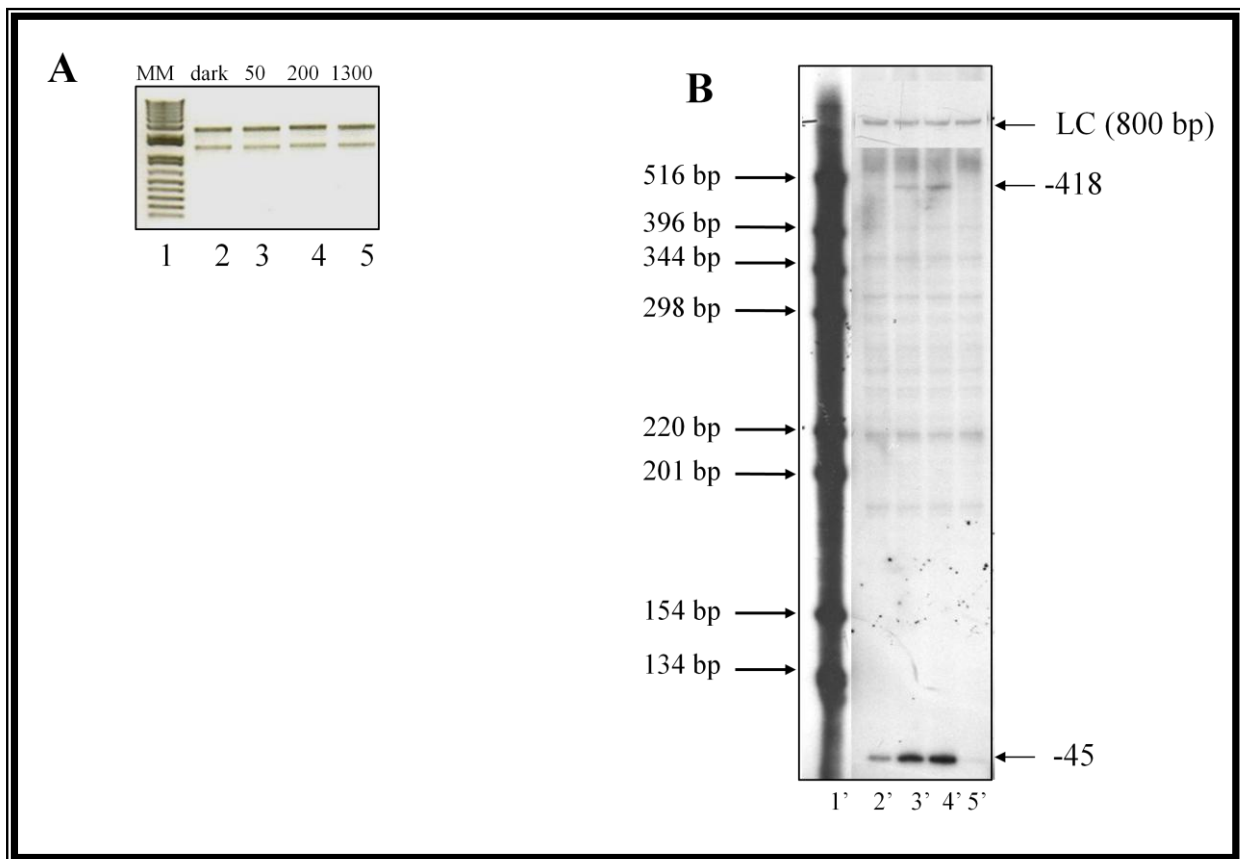 A
MM dark 50 200 1300
1 2 3 4 5
B
LC (800 bp)
516 bp
-418
396 bp
344 bp
298 bp
220 bp
201 bp
154 bp
134 bp
-45
1’ 2’ 3’ 4’ 5’